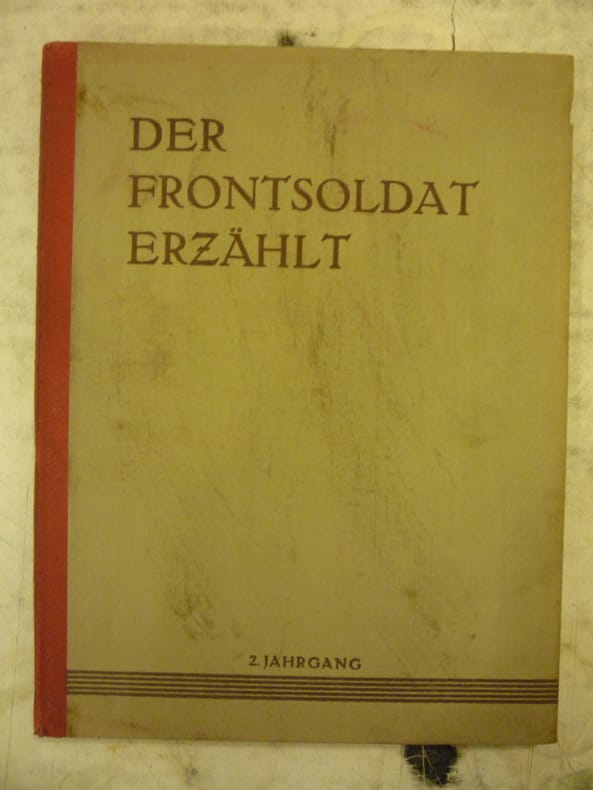 DER
FRONTSOLDAT
ERZÄHLT
2. JAHRGANG